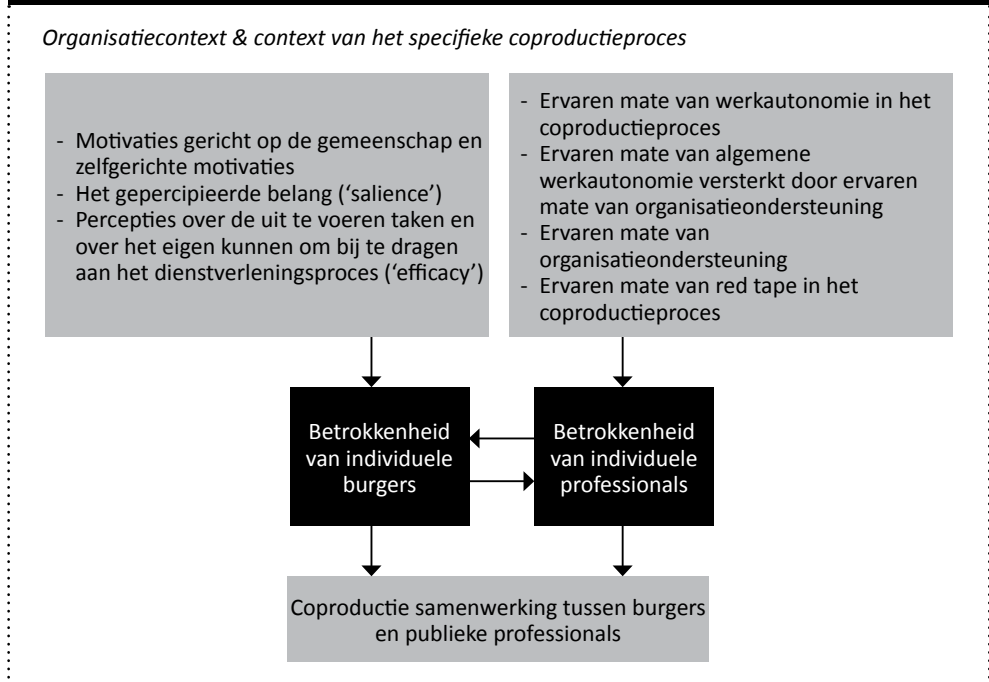 Organisatiecontext & context van het specifieke coproductieproces
- Motivaties gericht op de gemeenschap en
zelfgerichte motivaties
- Het gepercipieerde belang (‘salience’)
- Percepties over de uit te voeren taken en
over het eigen kunnen om bij te dragen
aan het dienstverleningsproces (‘efficacy’)
- Ervaren mate van werkautonomie in het
coproductieproces
- Ervaren mate van algemene
werkautonomie versterkt door ervaren
mate van organisatieondersteuning
- Ervaren mate van
organisatieondersteuning
- Ervaren mate van red tape in het
coproductieproces
Betrokkenheid
van individuele
burgers
Betrokkenheid
van individuele
professionals
Coproductie samenwerking tussen burgers
en publieke professionals